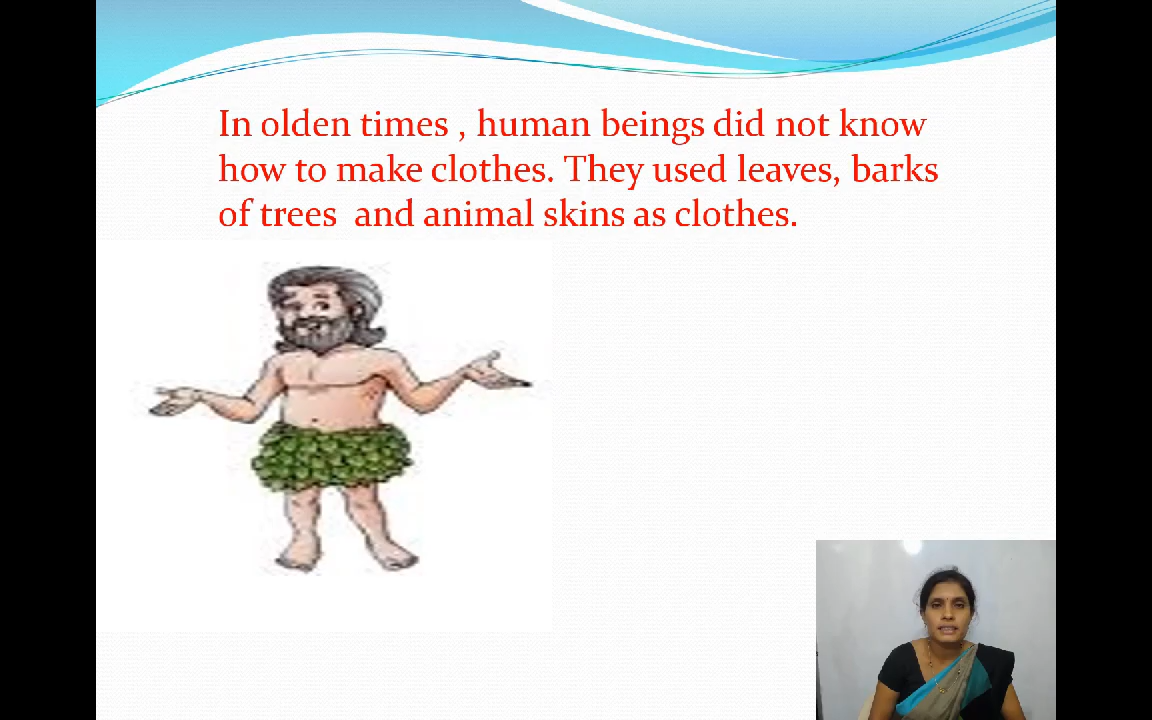 In olden times , human beings did not know
how to make clothes. They used leaves, barks
of trees  and animal skins as clothes.